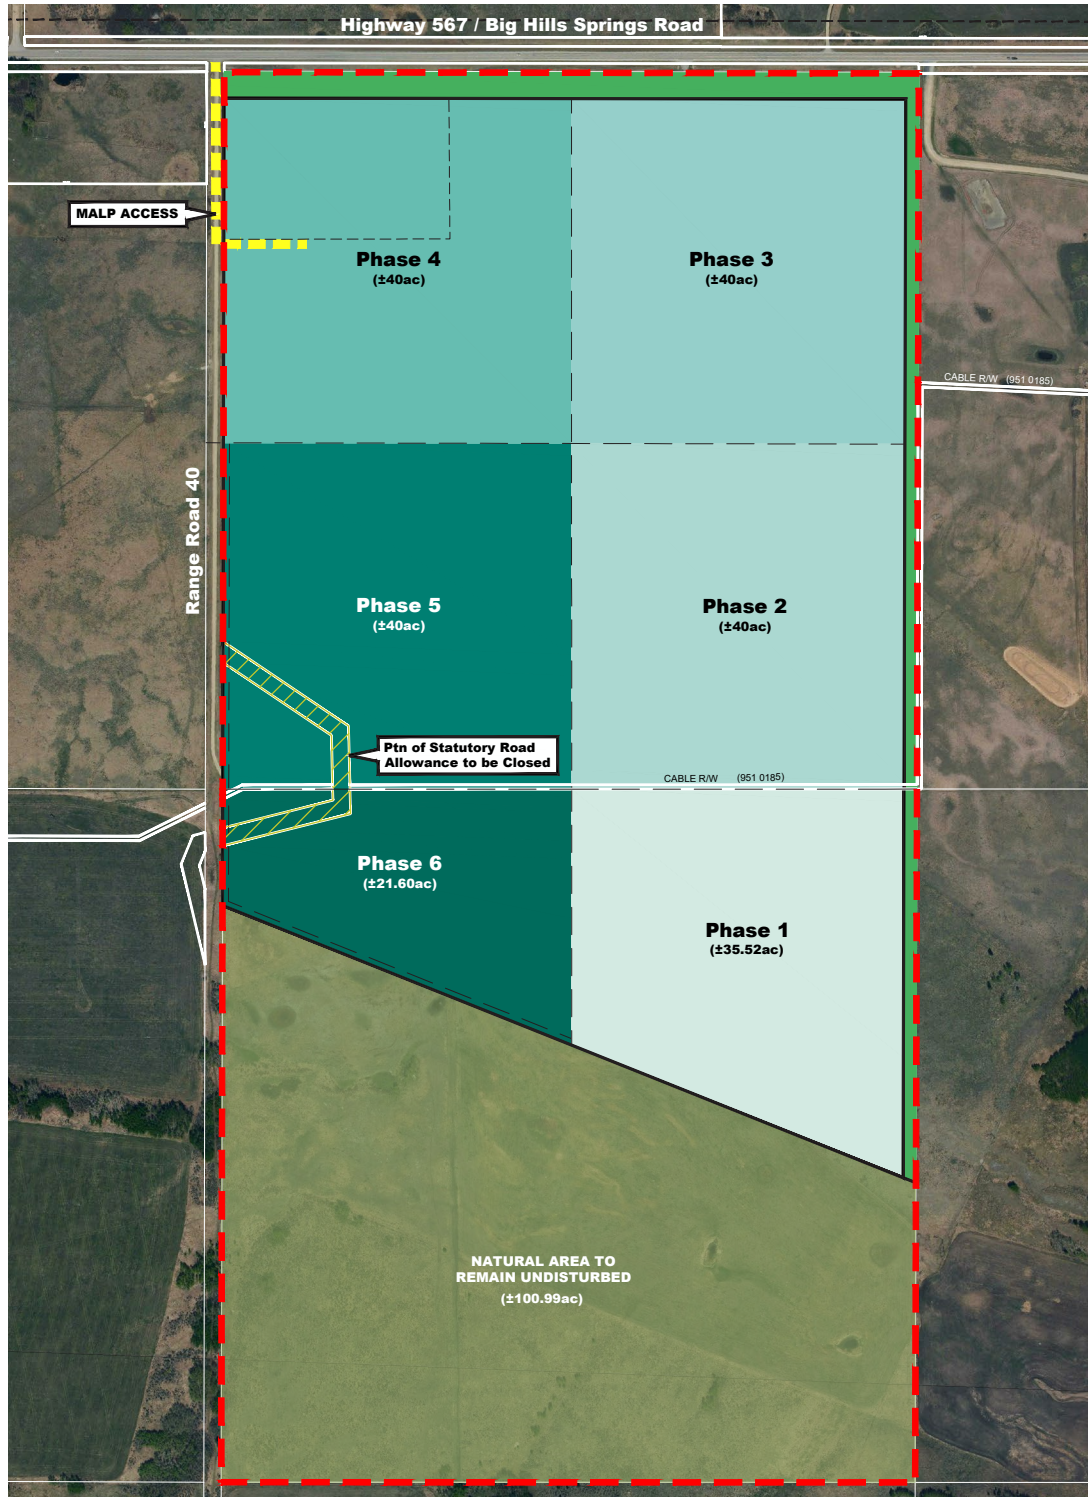 Highway 567 / Big Hills Springs Road
MALP ACCESS
Phase 4
(±40ac)
Phase 3
(±40ac)
CABLE R/W (951 0185)
Range Road 40
Phase 5
(±40ac)
Phase 2
(±40ac)
Ptn of Statutory Road
Allowance to be Closed
CABLE R/W (951 0185)
Phase 6
(±21.60ac)
Phase 1
(±35.52ac)
NATURAL AREA TO
REMAIN UNDISTURBED
(±100.99ac)